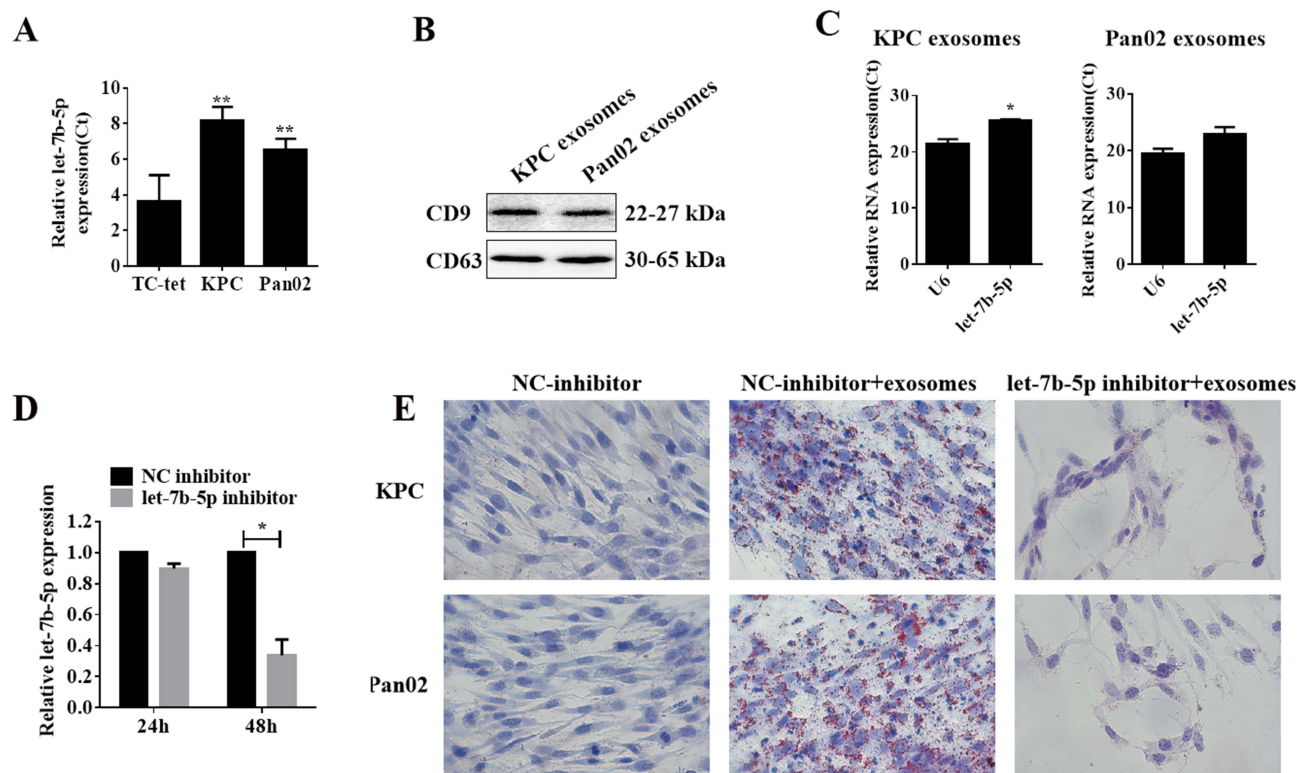 A
Relative let-7b-5p
expression(Ct)
10
8
6
4
2
0
**
**
TC-tet KPC Pan02
B
KPC exosomes
Pan02 exosomes
CD9
22-27 kDa
CD63
30-65 kDa
C
KPC exosomes
Relative RNA expression(Ct)
30
20
10
0
*
U6
let-7b-5p
Pan02 exosomes
Relative RNA expression(Ct)
30
20
10
0
U6
let-7b-5p
D
NC inhibitor
let-7b-5p inhibitor
Relative let-7b-5p expression
1.2
1.0
0.8
0.6
0.4
0.2
0.0
*
24h 48h
E
NC-inhibitor NC-inhibitor+exosomes let-7b-5p inhibitor+exosomes
KPC
Pan02